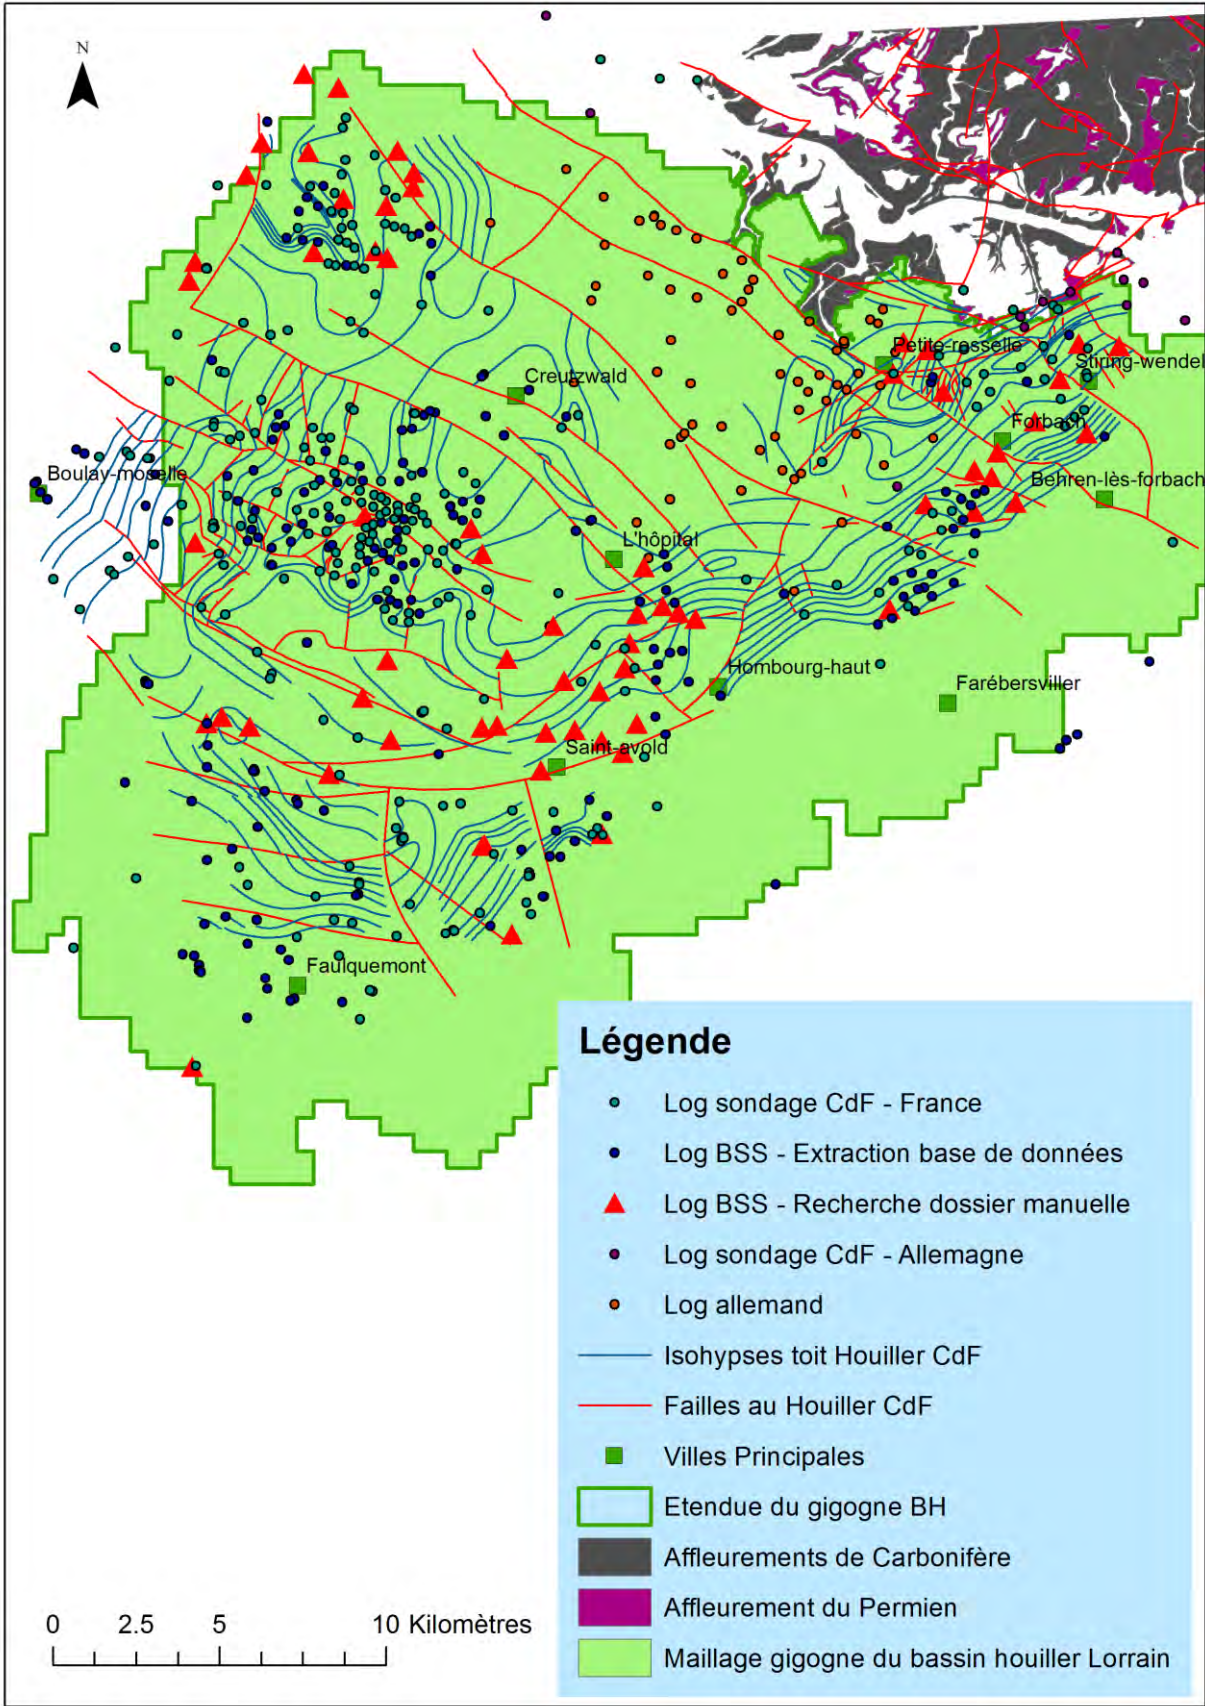 N
Creutzwald
Petite-rosselle
Stiring-wendel
Forbach
Boulay-moselle
Behren-lès-forbach
L'hôpital
Hombourg-haut
Farébersviller
Saint-avold
Faulquemont
Légende
Log sondage CdF - France
Log BSS - Extraction base de données
Log BSS - Recherche dossier manuelle
Log sondage CdF - Allemagne
Log allemand
Isohypses toit Houiller CdF
Failles au Houiller CdF
Villes Principales
Etendue du gigogne BH
Affleurements de Carbonifère
Affleurement du Permien
Maillage gigogne du bassin houiller Lorrain
0 2.5 5 10 Kilomètres